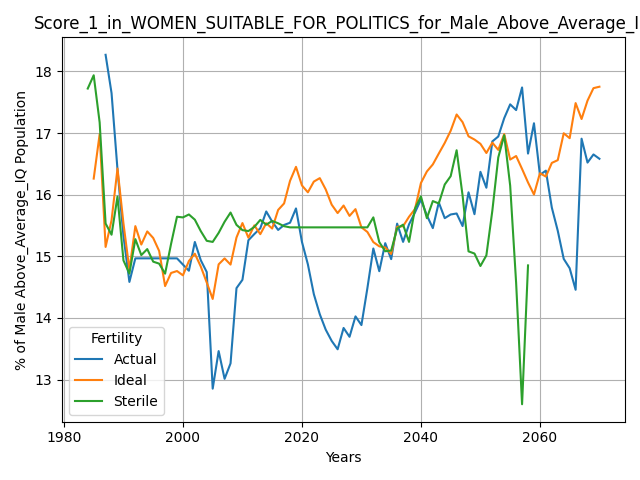 Score_1_in_WOMEN_SUITABLE_FOR_POLITICS_for_Male_Above_Average_I
% of Male Above_Average_IQ Population
18
17
16
15
14
13
Fertility
Actual
Ideal
Sterile
1980
2000
2020
2040
2060
Years